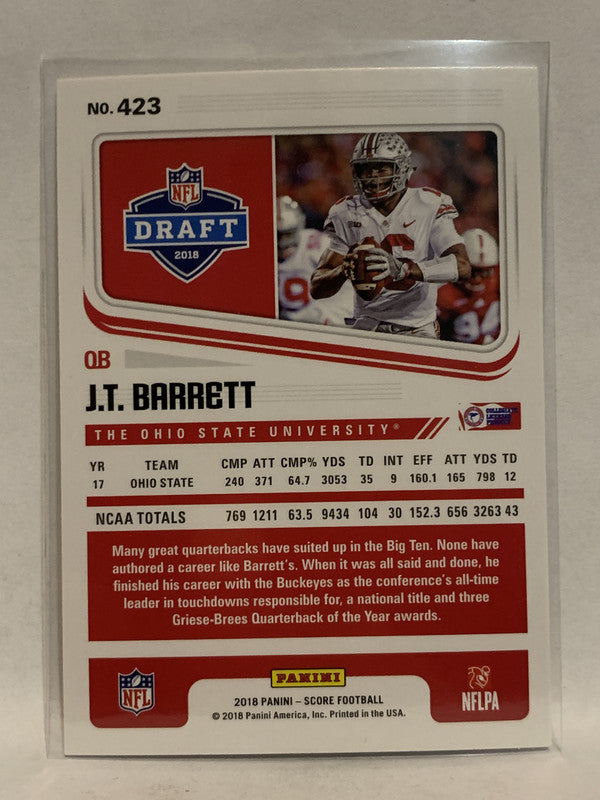 No. 423
NFL
DRAFT
2018
QB
J.T. BARRETT
THE OHIO STATE UNIVERSITY®
YR TEAM CMP ATT CMP% YDS TD INT EFF ATT YDS TD
17 OHIO STATE 240 371 64.7 3053 35 9 160.1 165 798 12
NCAA TOTALS 769 1211 63.5 9434 104 30 152.3 656 3263 43
Many great quarterbacks have suited up in the Big Ten. None have
authored a career like Barrett's. When it was all said and done, he
finished his career with the Buckeyes as the conference's all-time
leader in touchdowns responsible for, a national title and three
Griese-Brees Quarterback of the Year awards.
NFL
PANINI
2018 PANINI – SCORE FOOTBALL
© 2018 Panini America, Inc. Printed in the USA.
NFLPA